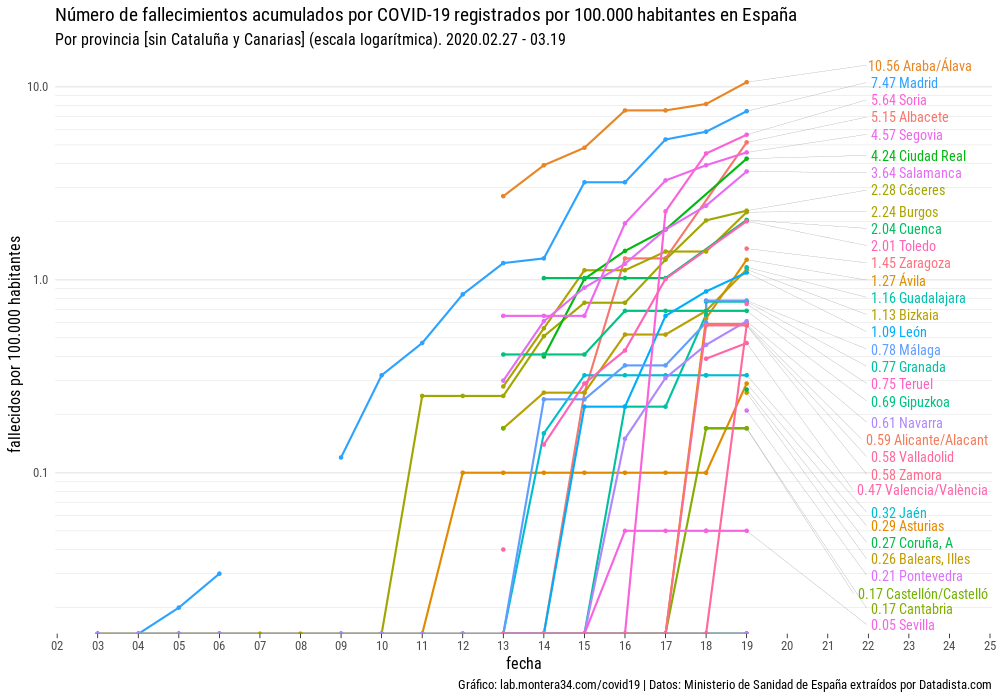 Número de fallecimientos acumulados por COVID-19 registrados por 100.000 habitantes en España
Por provincia [sin Cataluña y Canarias] (escala logarítmica). 2020.02.27 - 03.19
fallecidos por 100.000 habitantes
10.0
1.0
0.1
10.56 Araba/Álava
7.47 Madrid
5.64 Soria
5.15 Albacete
4.57 Segovia
4.24 Ciudad Real
3.64 Salamanca
2.28 Cáceres
2.24 Burgos
2.04 Cuenca
2.01 Toledo
1.45 Zaragoza
1.27 Ávila
1.16 Guadalajara
1.13 Bizkaia
1.09 León
0.78 Málaga
0.77 Granada
0.75 Teruel
0.69 Gipuzkoa
0.61 Navarra
0.59 Alicante/Alacant
0.58 Valladolid
0.58 Zamora
0.47 Valencia/València
0.32 Jaén
0.29 Asturias
0.27 Coruña, A
0.26 Balears, Illes
0.21 Pontevedra
0.17 Castellón/Castelló
0.17 Cantabria
0.05 Sevilla
02 03 04 05 06 07 08 09 10 11 12 13 14 15 16 17 18 19 20 21 22 23 24 25
fecha
Gráfico: lab.montera34.com/covid19 | Datos: Ministerio de Sanidad de España extraídos por Datadista.com